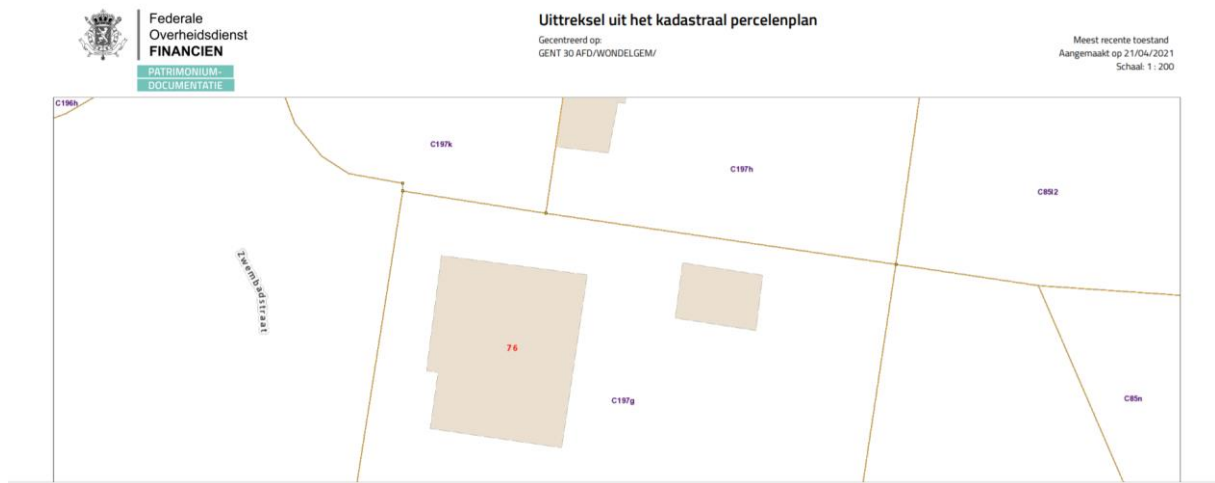 Federale
Overheidsdienst
FINANCIEN
PATRIMONIUM-
DOCUMENTATIE
Uittreksel uit het kadastraal percelenplan
Gecentreerd op:
GENT 30 AFD/WONDELGEM/
Meest recente toestand
Aangemaakt op 21/04/2021
Schaal: 1 : 200
C196h
C197k
C197h
C85l2
Zwembadstraat
76
C197g
C85n